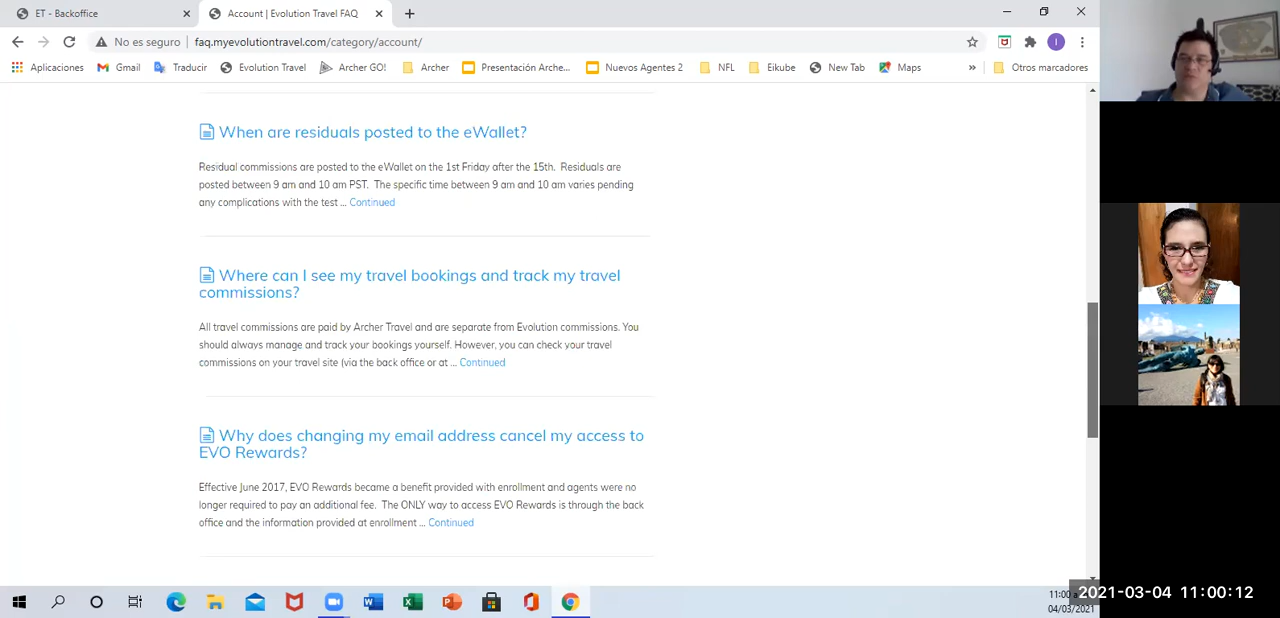 ET - Backoffice
Account | Evolution Travel FAQ
No es seguro | faq.myevolutiontravel.com/category/account/
I
Aplicaciones Gmail Traducir Evolution Travel Archer GO! Archer Presentación Arche... Nuevos Agentes 2 NFL Eikube New Tab Maps » Otros marcadores
When are residuals posted to the eWallet?
Residual commissions are posted to the eWallet on the 1st Friday after the 15th. Residuals are
posted between 9 am and 10 am PST. The specific time between 9 am and 10 am varies pending
any complications with the test ... Continued
Where can I see my travel bookings and track my travel
commissions?
All travel commissions are paid by Archer Travel and are separate from Evolution commissions. You
should always manage and track your bookings yourself. However, you can check your travel
commissions on your travel site (via the back office or at ... Continued
Why does changing my email address cancel my access to
EVO Rewards?
Effective June 2017, EVO Rewards became a benefit provided with enrollment and agents were no
longer required to pay an additional fee. The ONLY way to access EVO Rewards is through the back
office and the information provided at enrollment ... Continued
11:00 a
04/03/2021
2021-03-04 11:00:12